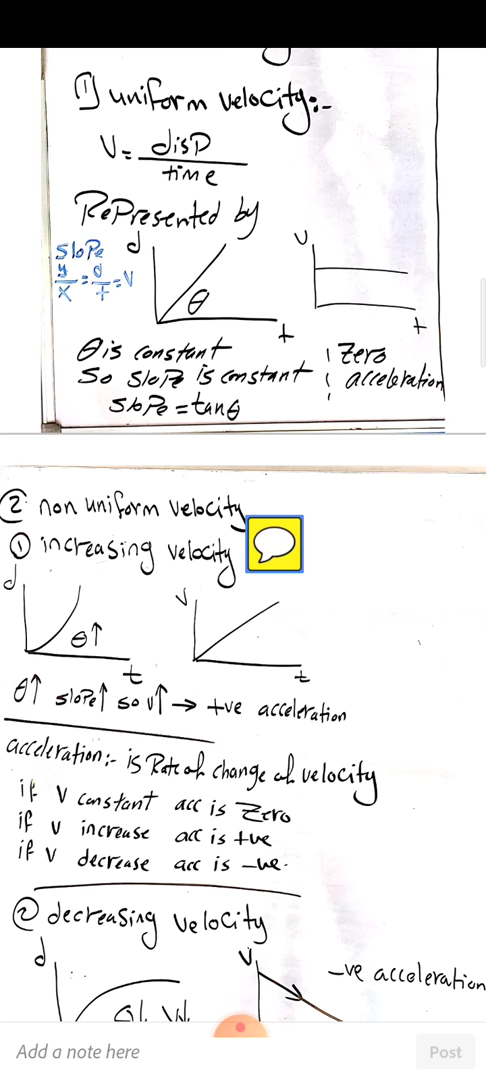 ① uniform velocity:-
V = disP / time
RePresented by
SloPe
y/x = d/t = V
d
θ
t
V
t
θ is constant
So SloPe is constant
SloPe = tanθ
Zero
acceleration
② non uniform velocity
① increasing velocity
d
θ↑
t
V
t
θ↑ slope↑ so v↑ → +ve acceleration
acceleration:- is Rate of change of velocity
if V constant acc is Zero
if v increase acc is +ve
if v decrease acc is -ve.
② decreasing velocity
d
V
-ve acceleration
Add a note here
Post